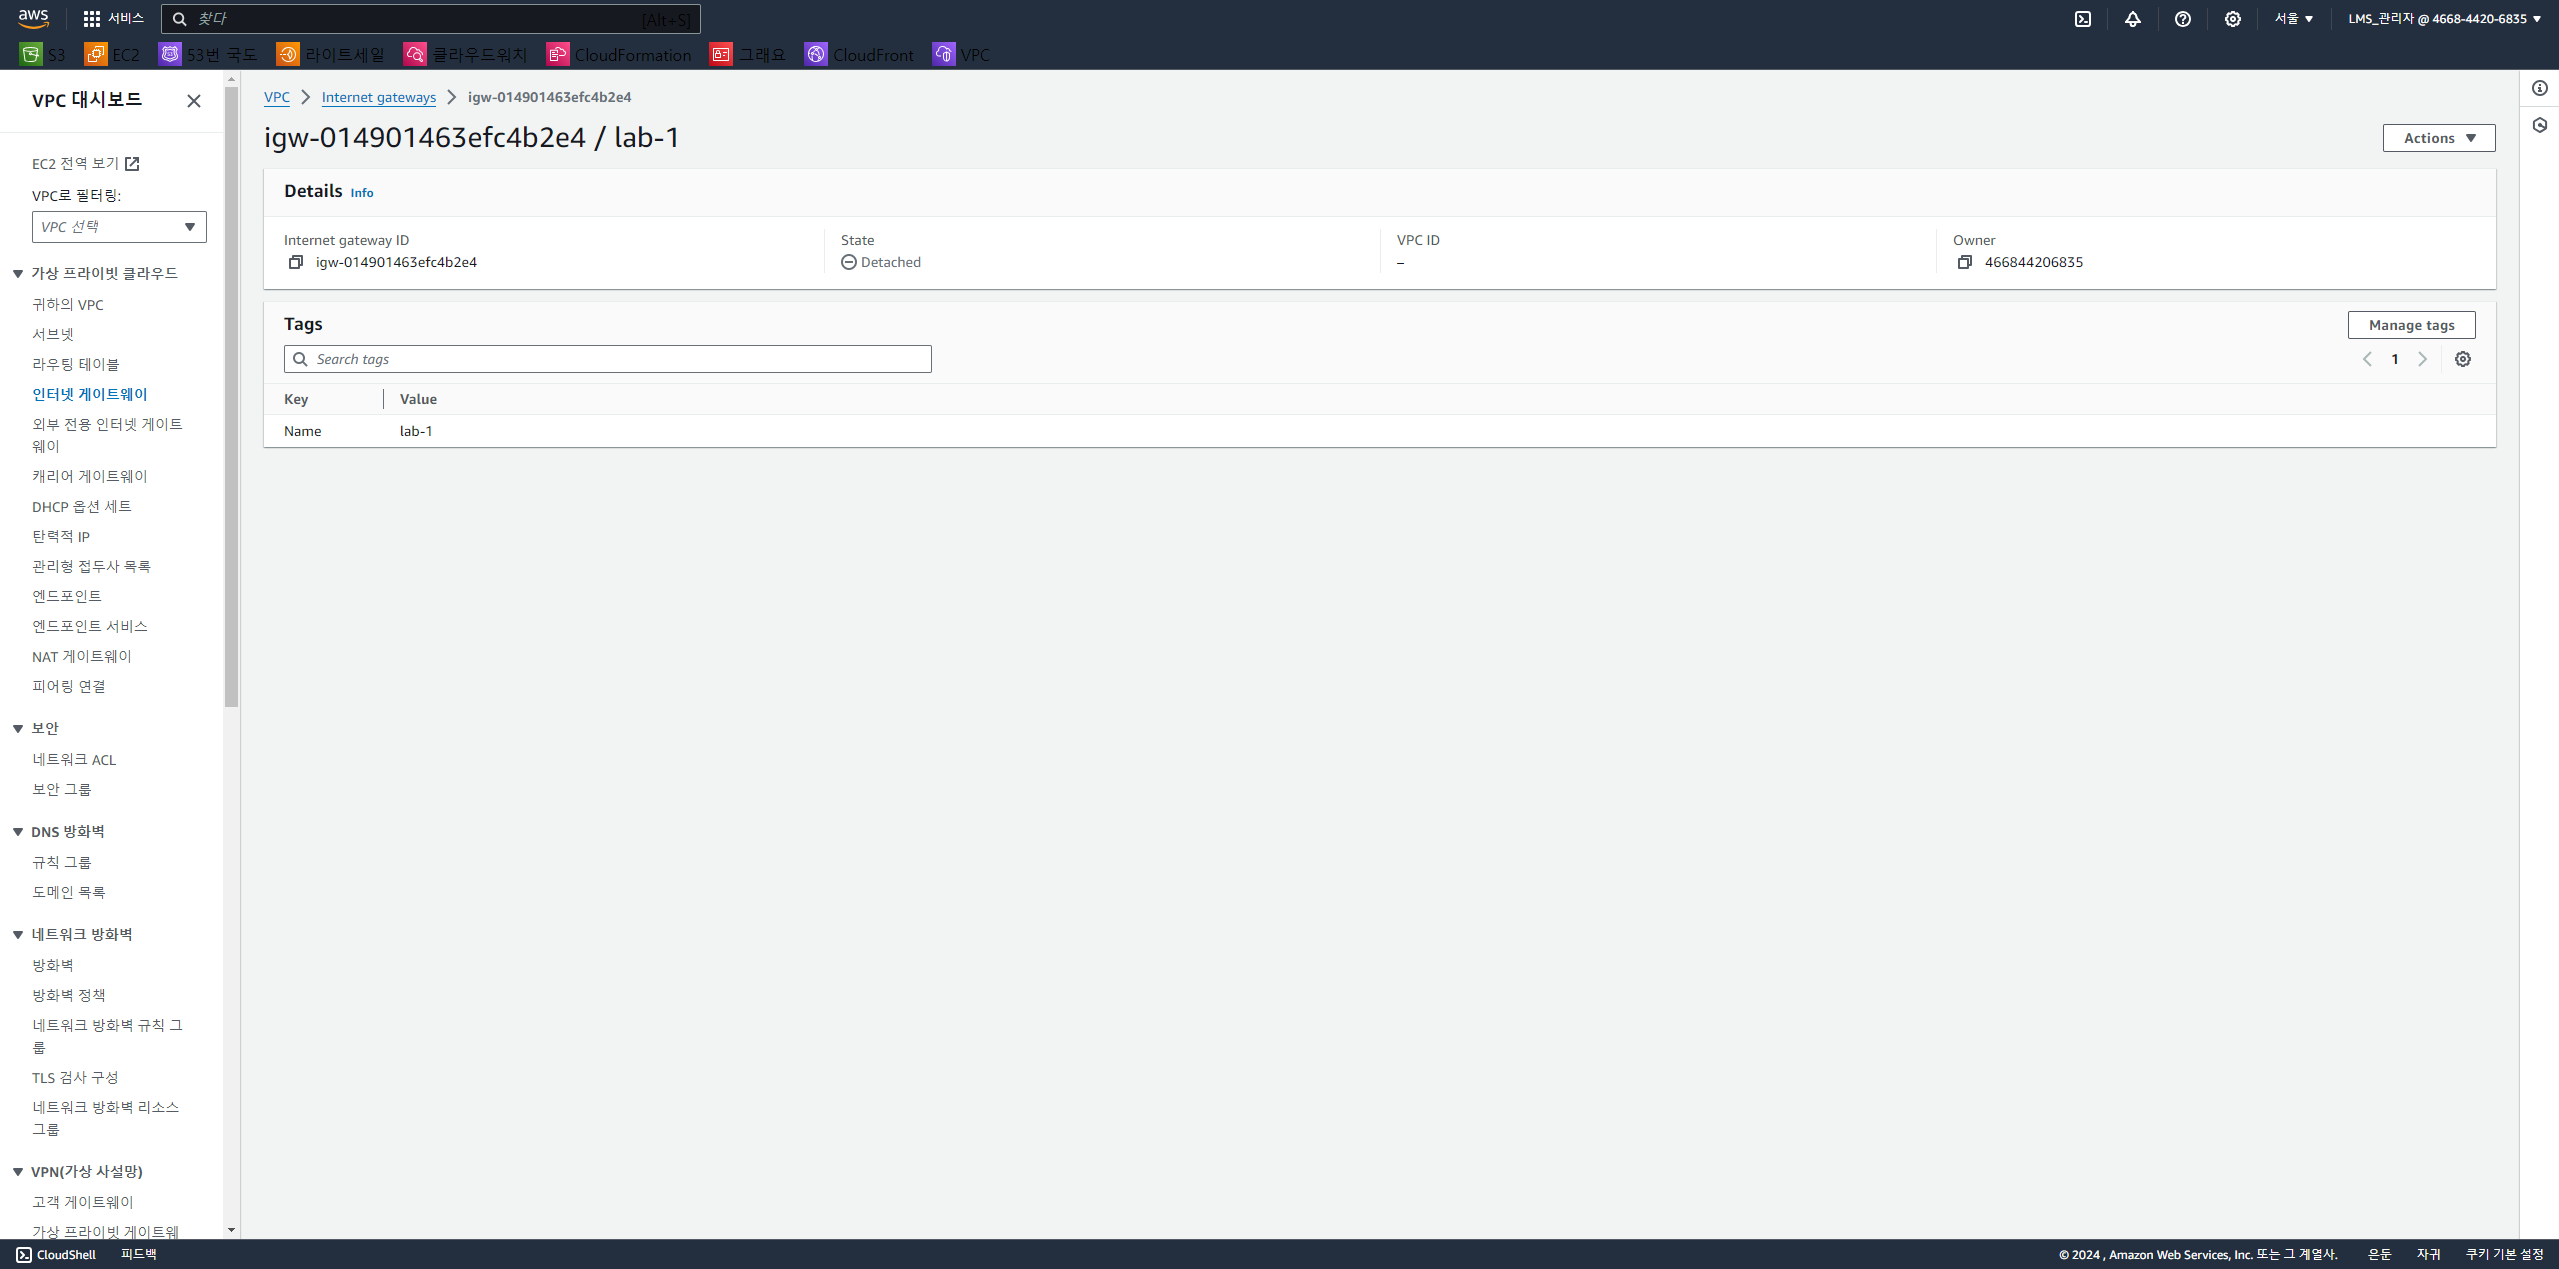 aws
서비스
찾다
[Alt+S]
서울
LMS_관리자 @ 4668-4420-6835
S3
EC2
53번 국도
라이트세일
클라우드워치
CloudFormation
그래요
CloudFront
VPC
VPC 대시보드
EC2 전역 보기
VPC로 필터링:
VPC 선택
가상 프라이빗 클라우드
귀하의 VPC
서브넷
라우팅 테이블
인터넷 게이트웨이
외부 전용 인터넷 게이트
웨이
캐리어 게이트웨이
DHCP 옵션 세트
탄력적 IP
관리형 접두사 목록
엔드포인트
엔드포인트 서비스
NAT 게이트웨이
피어링 연결
보안
네트워크 ACL
보안 그룹
DNS 방화벽
규칙 그룹
도메인 목록
네트워크 방화벽
방화벽
방화벽 정책
네트워크 방화벽 규칙 그
룹
TLS 검사 구성
네트워크 방화벽 리소스
그룹
VPN(가상 사설망)
고객 게이트웨이
가상 프라이빗 게이트웨
VPC
Internet gateways
igw-014901463efc4b2e4
igw-014901463efc4b2e4 / lab-1
Actions
Details Info
Internet gateway ID
igw-014901463efc4b2e4
State
Detached
VPC ID
–
Owner
466844206835
Tags
Manage tags
Search tags
1
Key Value
Name lab-1
CloudShell
피드백
© 2024 , Amazon Web Services, Inc. 또는 그 계열사.
은둔
자귀
쿠키 기본 설정